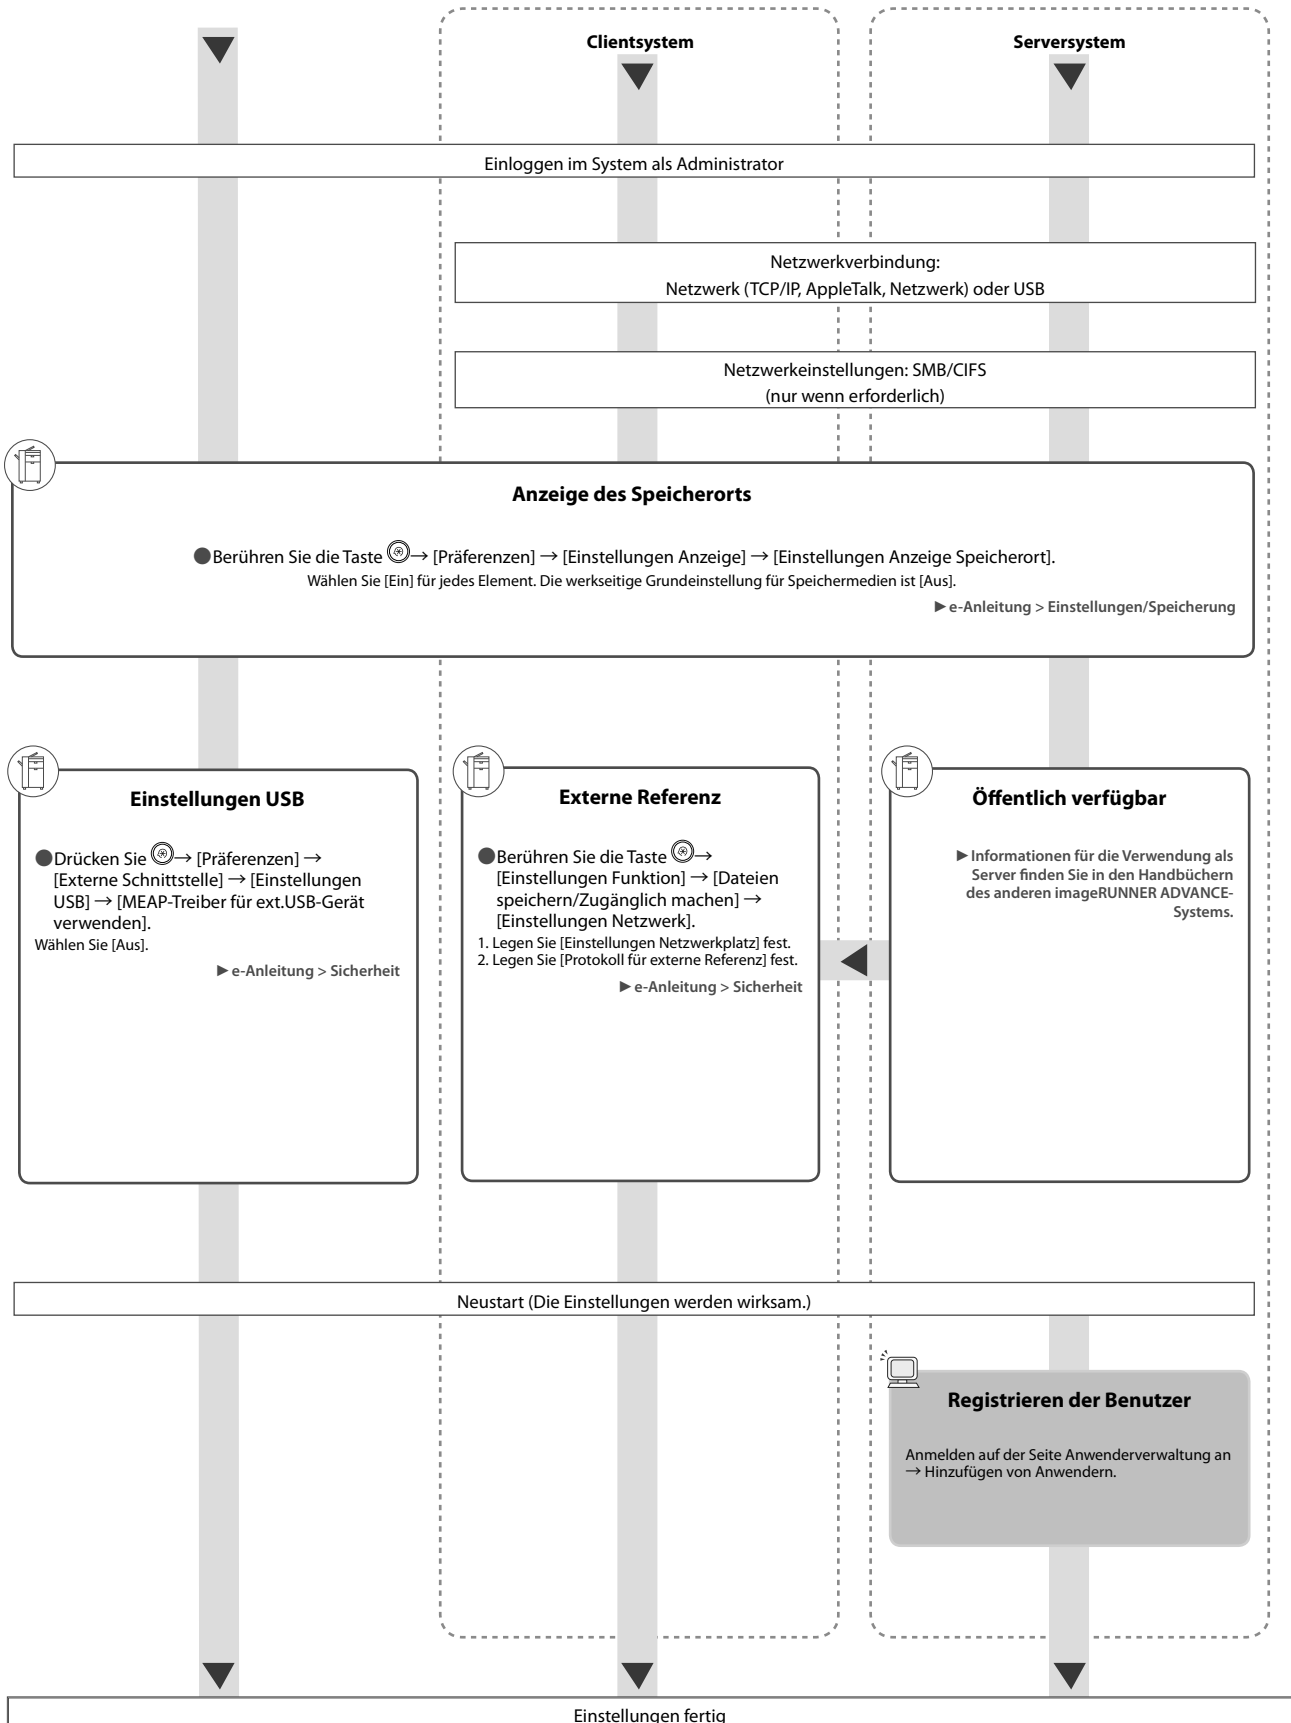 Clientsystem
Serversystem
Einloggen im System als Administrator
Netzwerkverbindung:
Netzwerk (TCP/IP, AppleTalk, Netzwerk) oder USB
Netzwerkeinstellungen: SMB/CIFS
(nur wenn erforderlich)
Anzeige des Speicherorts
●Berühren Sie die Taste → [Präferenzen] → [Einstellungen Anzeige] → [Einstellungen Anzeige Speicherort].
Wählen Sie [Ein] für jedes Element. Die werkseitige Grundeinstellung für Speichermedien ist [Aus].
►e-Anleitung > Einstellungen/Speicherung
Einstellungen USB
●Drücken Sie → [Präferenzen] →
[Externe Schnittstelle] → [Einstellungen
USB] → [MEAP-Treiber für ext.USB-Gerät
verwenden].
Wählen Sie [Aus].
►e-Anleitung > Sicherheit
Externe Referenz
●Berühren Sie die Taste →
[Einstellungen Funktion] → [Dateien
speichern/Zugänglich machen] →
[Einstellungen Netzwerk].
1. Legen Sie [Einstellungen Netzwerkplatz] fest.
2. Legen Sie [Protokoll für externe Referenz] fest.
►e-Anleitung > Sicherheit
Öffentlich verfügbar
►Informationen für die Verwendung als
Server finden Sie in den Handbüchern
des anderen imageRUNNER ADVANCE-
Systems.
Neustart (Die Einstellungen werden wirksam.)
Registrieren der Benutzer
Anmelden auf der Seite Anwenderverwaltung an
→ Hinzufügen von Anwendern.
Einstellungen fertig